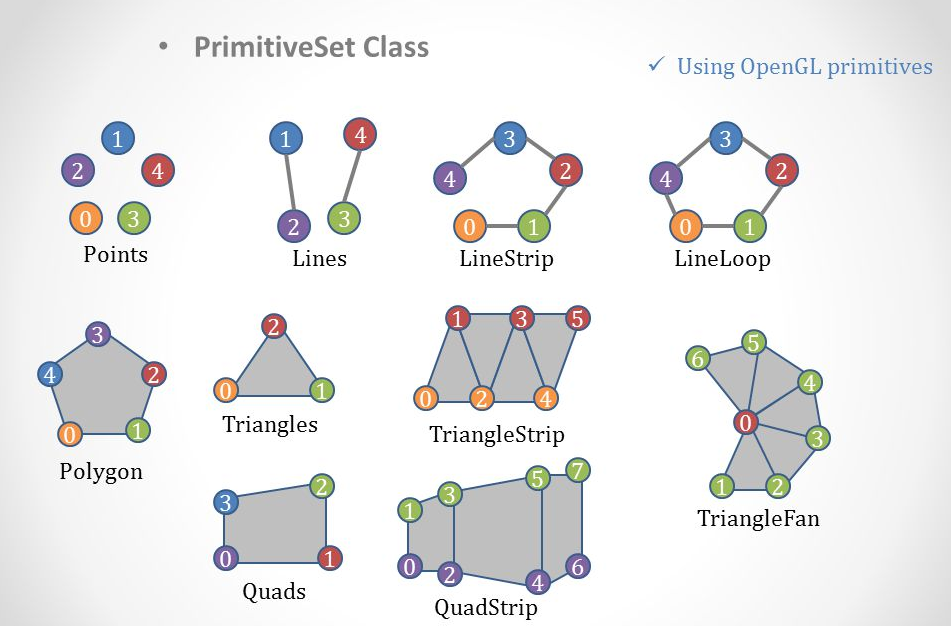 • PrimitiveSet Class
✓ Using OpenGL primitives
1
2 4
0 3
Points
1 4
2 3
Lines
3
4 2
0 1
LineStrip
3
4 2
0 1
LineLoop
3
4 2
0 1
Polygon
2
0 1
Triangles
1 3 5
0 2 4
TriangleStrip
5
6
4
0
3
1 2
TriangleFan
3 2
0 1
Quads
1 3 5 7
0 2 4 6
QuadStrip